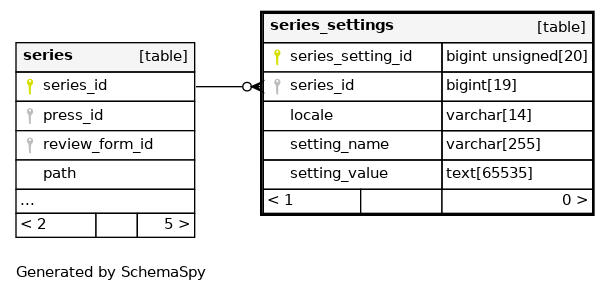 series [table]
series_id
press_id
review_form_id
path
...
< 2 5 >
series_settings [table]
series_setting_id bigint unsigned[20]
series_id bigint[19]
locale varchar[14]
setting_name varchar[255]
setting_value text[65535]
< 1 0 >
Generated by SchemaSpy